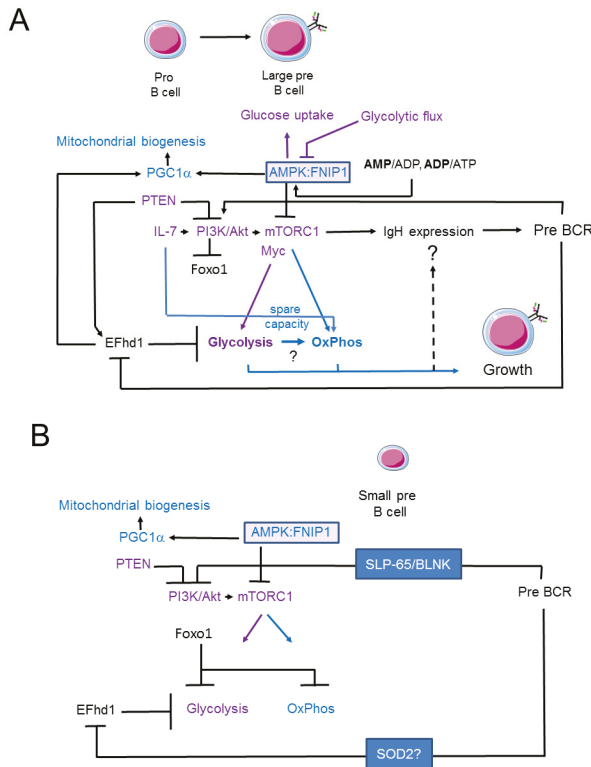 A
Pro
B cell
Large pre
B cell
Glucose uptake
Glycolytic flux
Mitochondrial biogenesis
PGC1α
AMPK:FNIP1
AMP/ADP, ADP/ATP
PTEN
IL-7
PI3K/Akt
mTORC1
IgH expression
Pre BCR
Foxo1
Myc
?
spare
capacity
EFhd1
Glycolysis
OxPhos
?
Growth
B
Small pre
B cell
Mitochondrial biogenesis
PGC1α
AMPK:FNIP1
PTEN
SLP-65/BLNK
PI3K/Akt
mTORC1
Pre BCR
Foxo1
EFhd1
Glycolysis
OxPhos
SOD2?